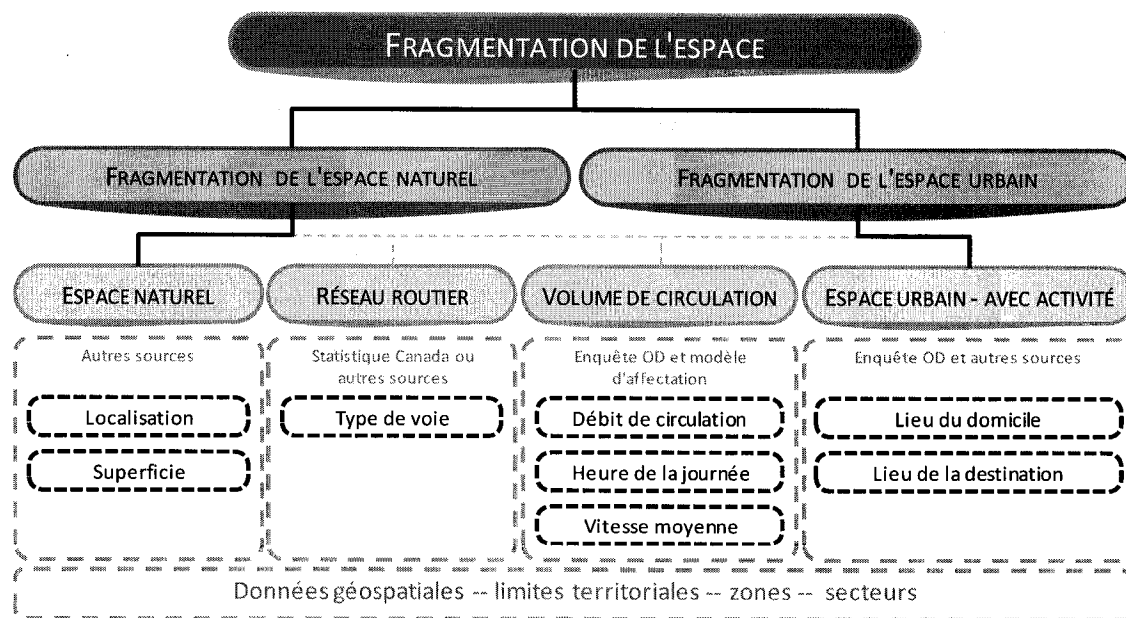 FRAGMENTATION DE L'ESPACE
FRAGMENTATION DE L'ESPACE NATUREL
FRAGMENTATION DE L'ESPACE URBAIN
ESPACE NATUREL
RÉSEAU ROUTIER
VOLUME DE CIRCULATION
ESPACE URBAIN - AVEC ACTIVITÉ
Autres sources
Localisation
Superficie
Statistique Canada ou
autres sources
Type de voie
Enquête OD et modèle
d'affectation
Débit de circulation
Heure de la journée
Vitesse moyenne
Enquête OD et autres sources
Lieu du domicile
Lieu de la destination
Données géospatiales -- limites territoriales -- zones -- secteurs